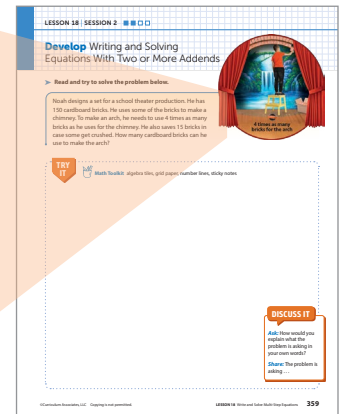 LESSON 18 | SESSION 2
Develop Writing and Solving
Equations With Two or More Addends
Read and try to solve the problem below.
Noah designs a set for a school theater production. He has
150 cardboard bricks. He uses some of the bricks to make a
chimney. To make an arch, he needs to use 4 times as many
bricks as he uses for the chimney. He also saves 15 bricks in
case some get crushed. How many cardboard bricks can he
use to make the arch?
4 times as many
bricks for the arch
TRY
IT
Math Toolkit algebra tiles, grid paper, number lines, sticky notes
DISCUSS IT
Ask: How would you
explain what the
problem is asking in
your own words?
Share: The problem is
asking ...
©Curriculum Associates, LLC Copying is not permitted.
LESSON 18 Write and Solve Multi-Step Equations 359